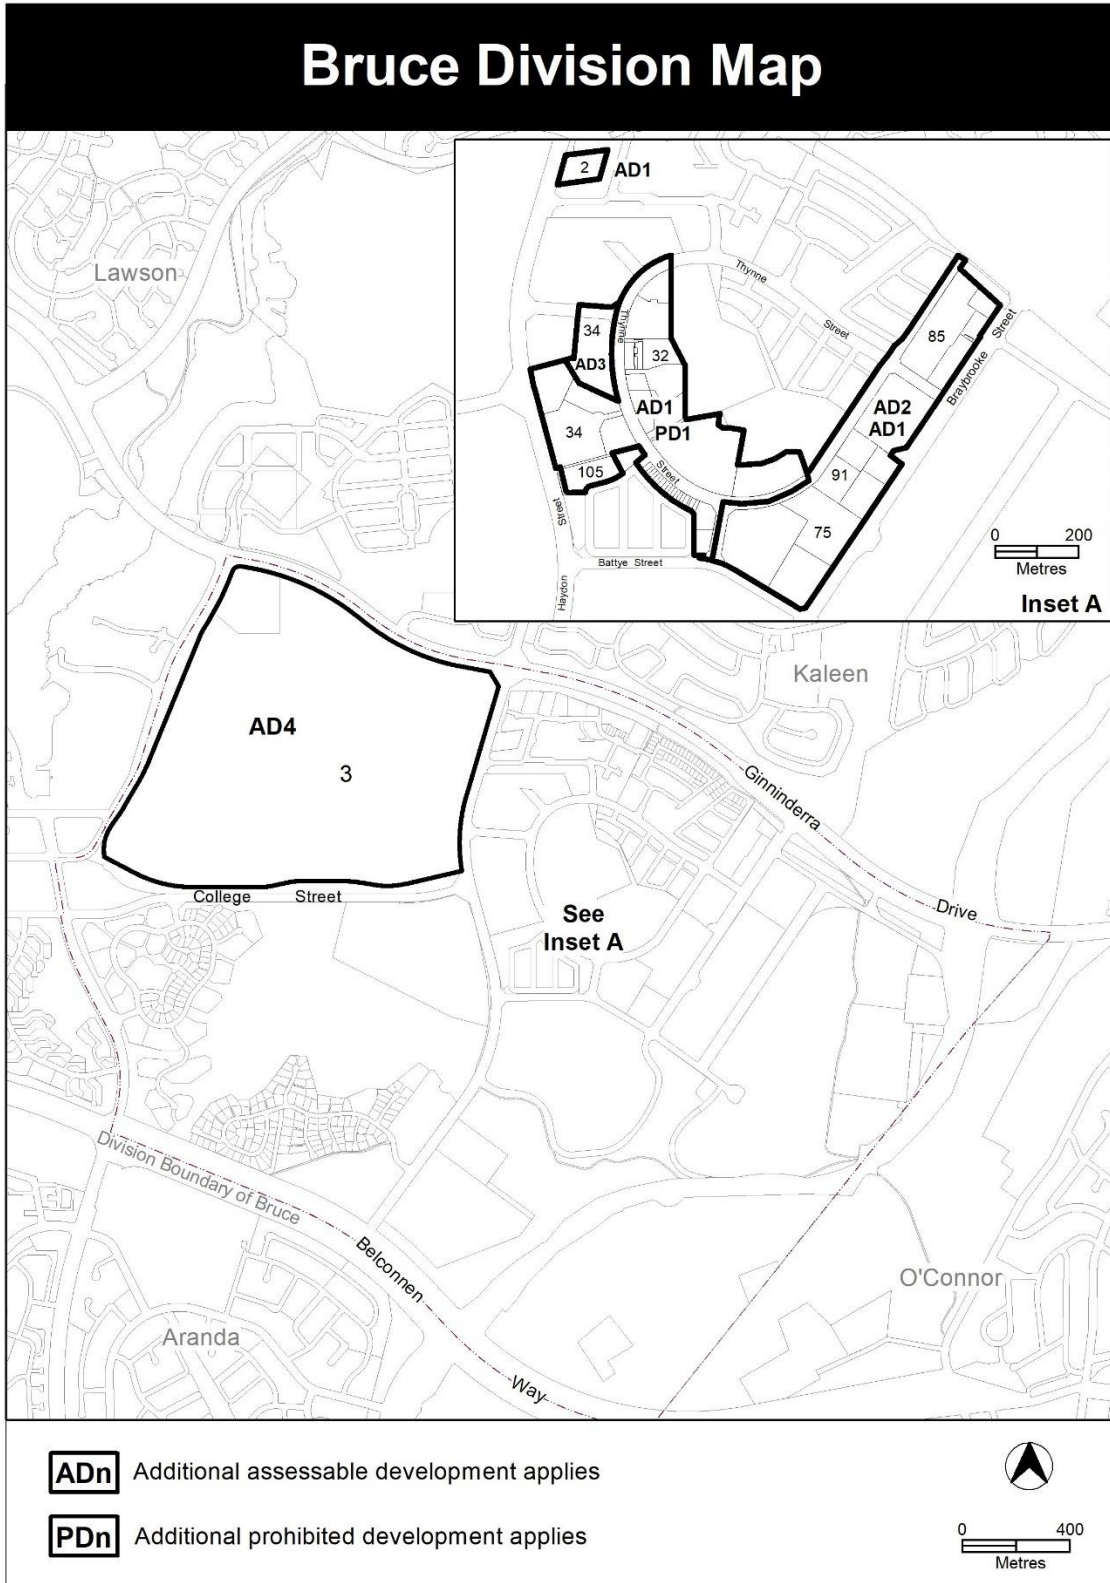 Bruce Division Map
Lawson
2
AD1
Thynne
Street
34
AD3
Thynne
32
85
Braybrooke Street
AD1
PD1
AD2
AD1
34
105
Street
91
75
Haydon Street
Battye Street
0 200
Metres
Inset A
Kaleen
AD4
3
Ginninderra
Drive
College Street
See
Inset A
Division Boundary of Bruce
Belconnen
Way
O'Connor
Aranda
ADn Additional assessable development applies
PDn Additional prohibited development applies
0 400
Metres